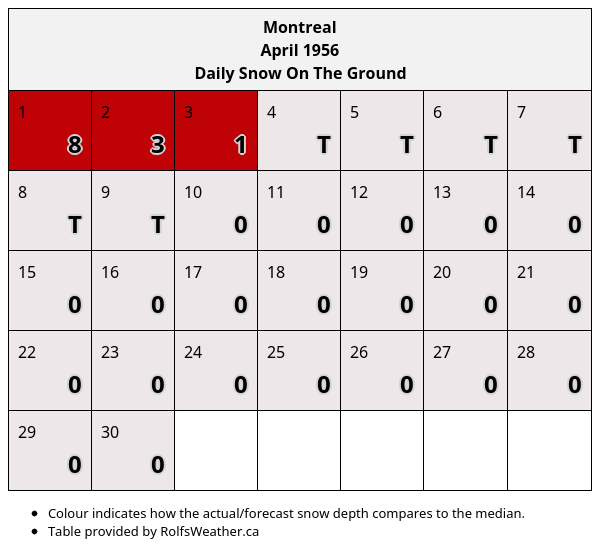 Montreal
April 1956
Daily Snow On The Ground
1 2 3 4 5 6 7
8 3 1 T T T T
8 9 10 11 12 13 14
T T 0 0 0 0 0
15 16 17 18 19 20 21
0 0 0 0 0 0 0
22 23 24 25 26 27 28
0 0 0 0 0 0 0
29 30
0 0
• Colour indicates how the actual/forecast snow depth compares to the median.
• Table provided by RolfsWeather.ca